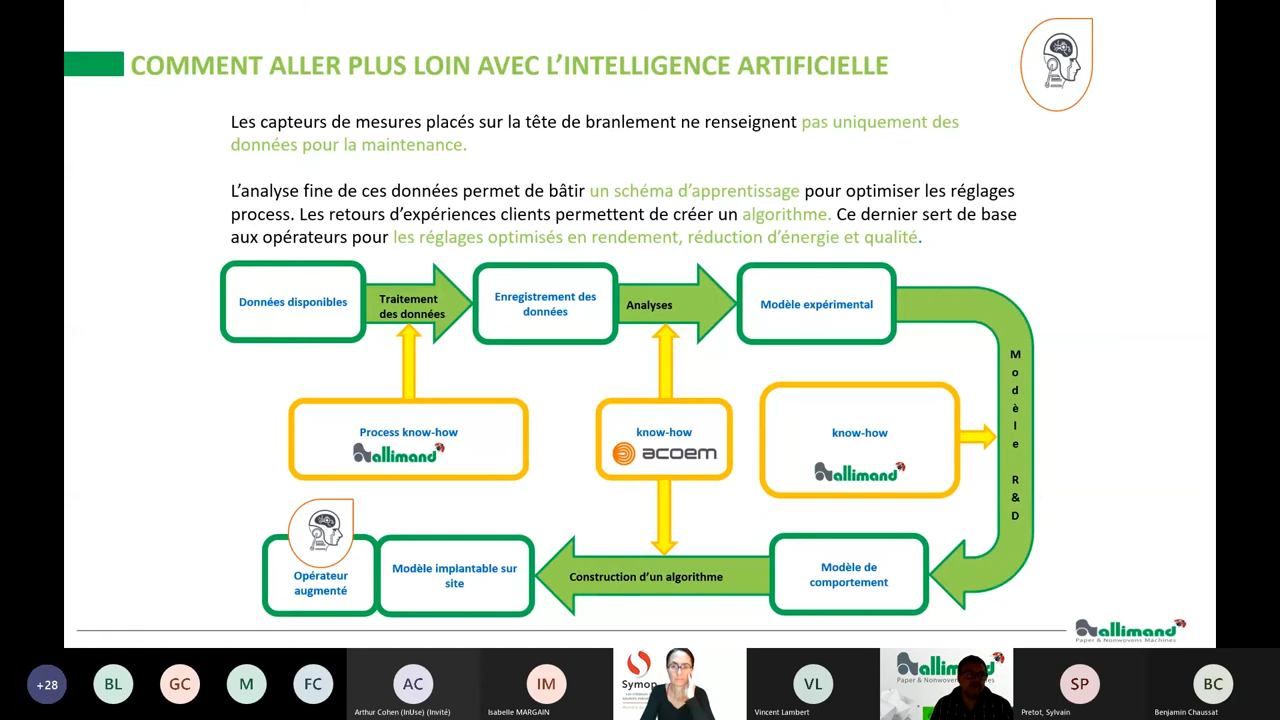 COMMENT ALLER PLUS LOIN AVEC L'INTELLIGENCE ARTIFICIELLE
Les capteurs de mesures placés sur la tête de branlement ne renseignent pas uniquement des
données pour la maintenance.
L'analyse fine de ces données permet de bâtir un schéma d'apprentissage pour optimiser les réglages
process. Les retours d'expériences clients permettent de créer un algorithme. Ce dernier sert de base
aux opérateurs pour les réglages optimisés en rendement, réduction d'énergie et qualité.
Données disponibles
Traitement
des données
Enregistrement des
données
Analyses
Modèle expérimental
Modèle R&D
Process know-how
allimand
know-how
acoem
know-how
allimand
Opérateur
augmenté
Modèle implantable sur
site
Construction d'un algorithme
Modèle de
comportement
allimand
Paper & Nonwovens Machines
+28
BL
GC
M
FC
AC
Arthur Cohen (InUse) (Invité)
IM
Isabelle MARGAIN
Symop
VL
Vincent Lambert
allimand
Paper & Nonwovens Machines
SP
Pretot, Sylvain
BC
Benjamin Chaussat